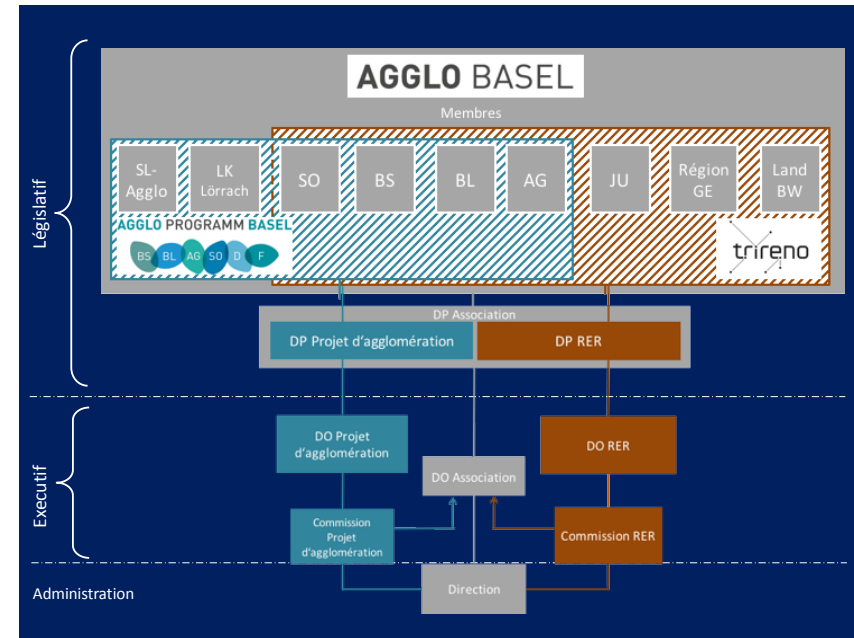 AGGLO BASEL
Membres
Législatif
SL-
Agglo
LK
Lörrach
SO
BS
BL
AG
JU
Région
GE
Land
BW
AGGLO PROGRAMM BASEL
BS BL AG SO D F
trireno
DP Association
DP Projet d'agglomération
DP RER
Executif
DO Projet
d'agglomération
DO RER
DO Association
Commission
Projet
d'agglomération
Commission RER
Administration
Direction